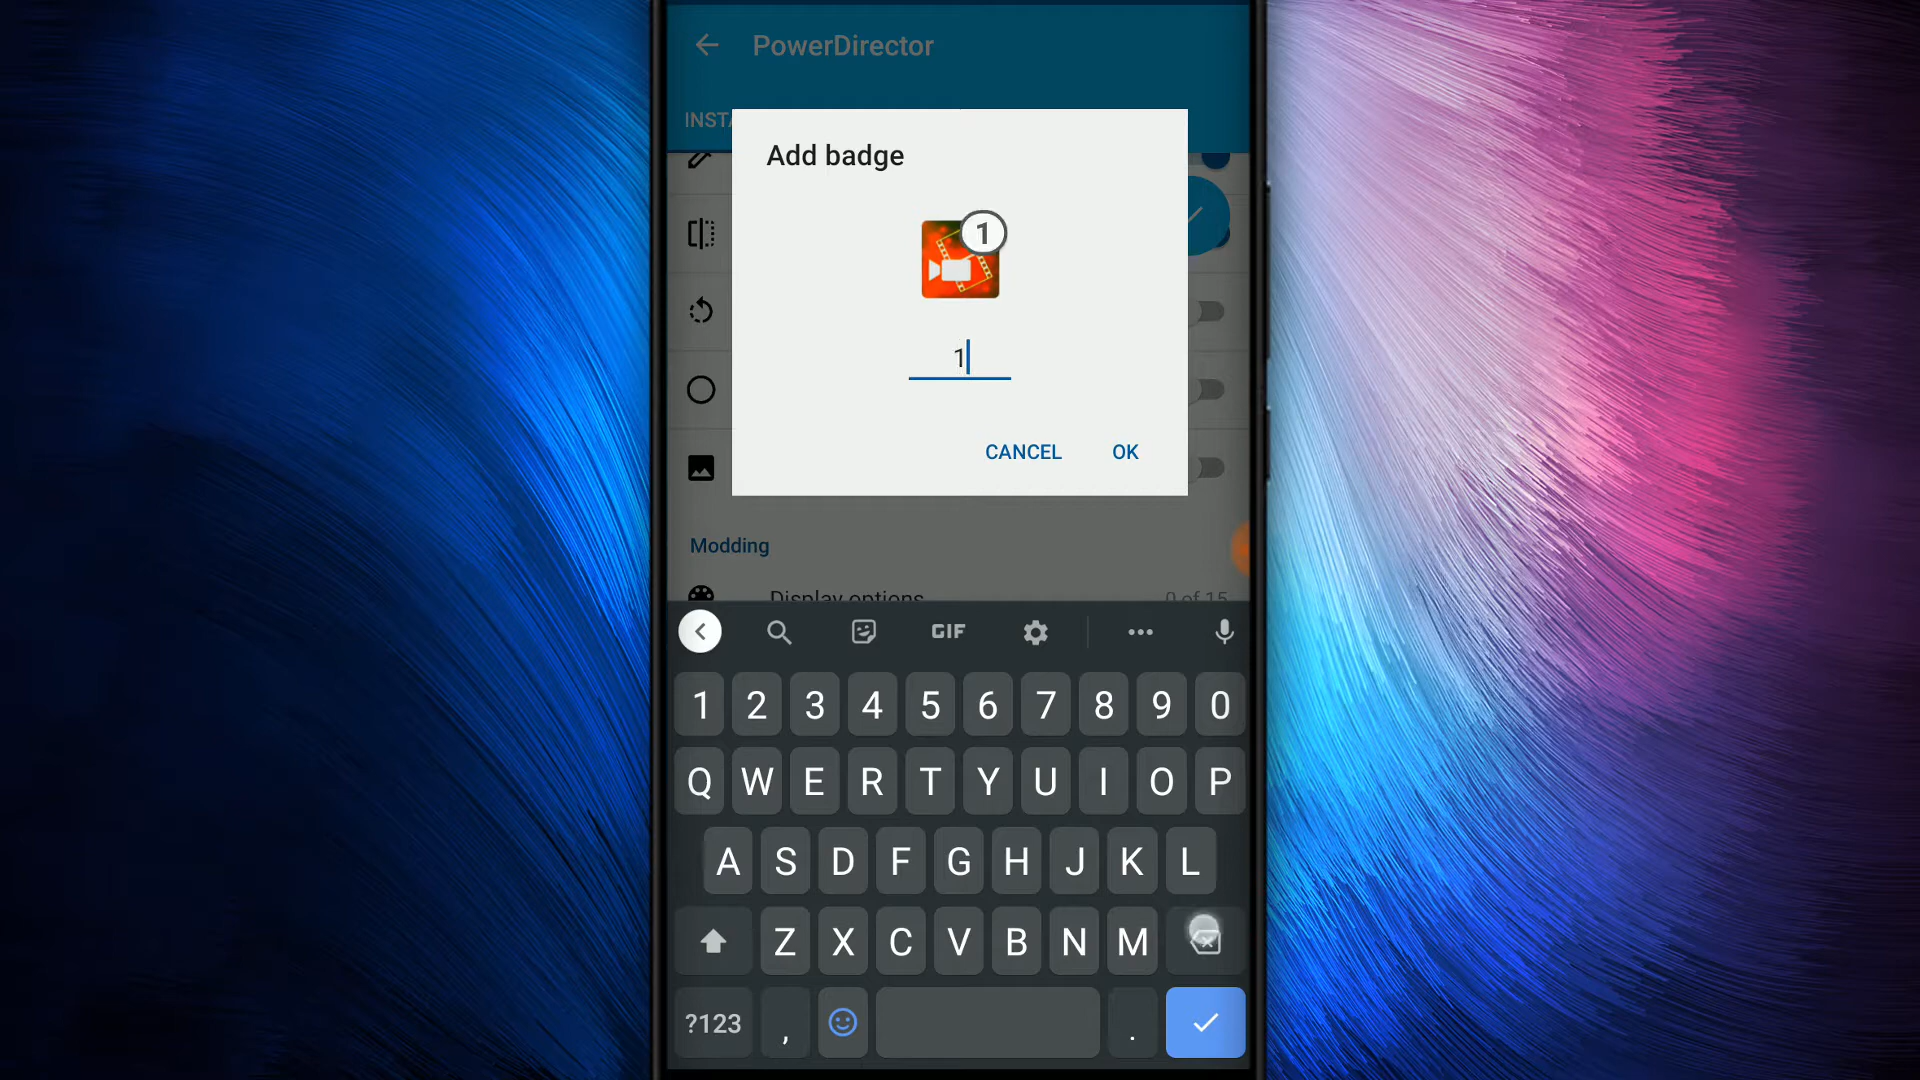 PowerDirector
INSTA
Add badge
1
1
CANCEL OK
Modding
Display options 0 of 15
GIF
1 2 3 4 5 6 7 8 9 0
Q W E R T Y U I O P
A S D F G H J K L
Z X C V B N M
?123 , .